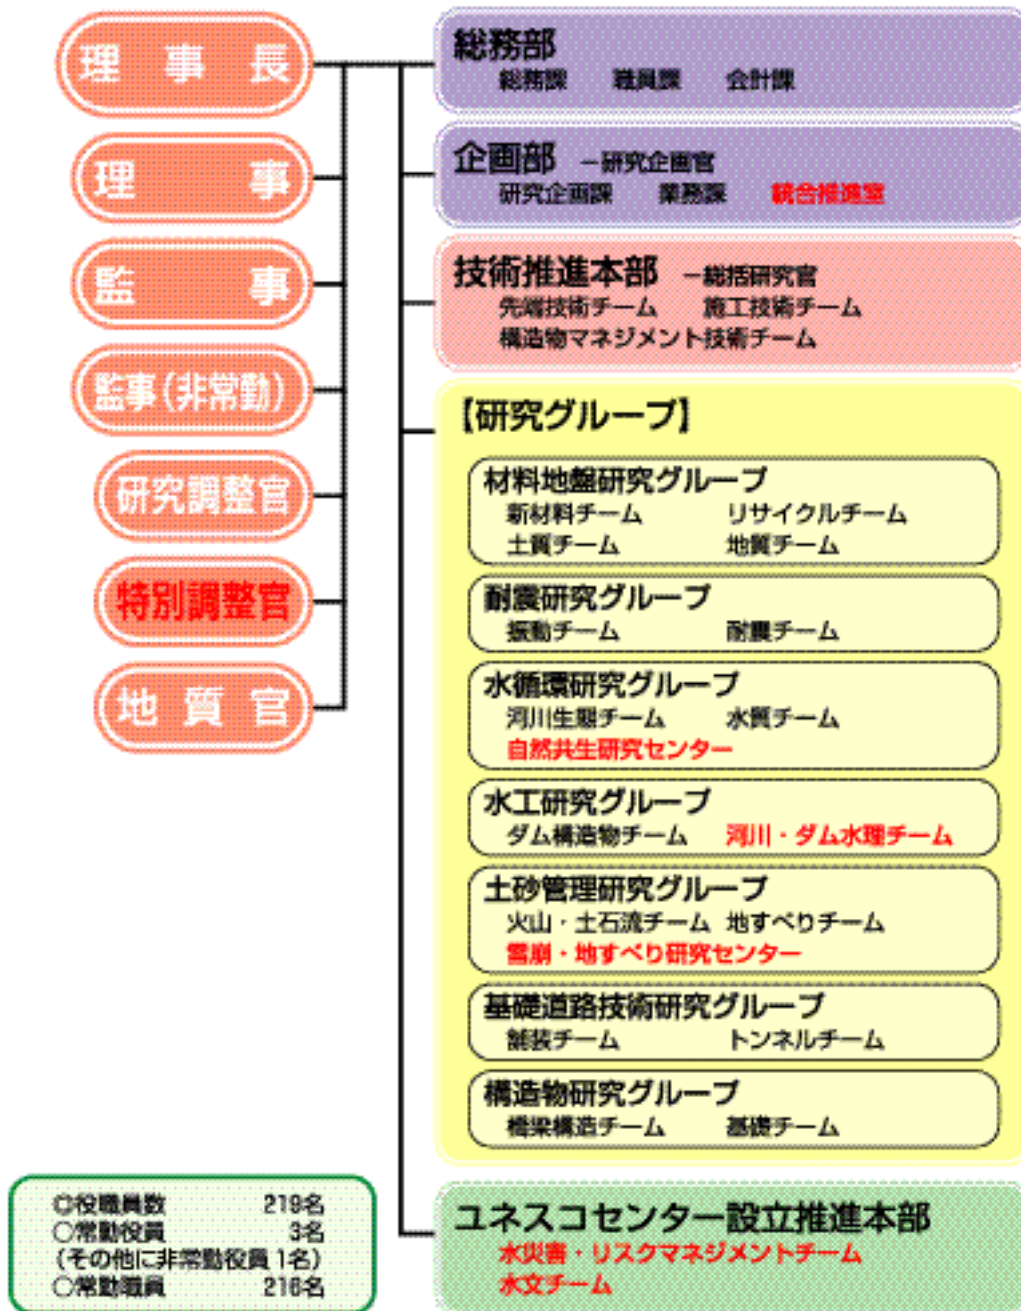 理事長
理事
監事
監事(非常勤)
研究調整官
特別調整官
地質官
総務部
総務課 職員課 会計課
企画部 －研究企画官
研究企画課 業務課 統合推進室
技術推進本部 －総括研究官
先端技術チーム 施工技術チーム
構造物マネジメント技術チーム
【研究グループ】
材料地盤研究グループ
新材料チーム リサイクルチーム
土質チーム 地質チーム
耐震研究グループ
振動チーム 耐震チーム
水循環研究グループ
河川生態チーム 水質チーム
自然共生研究センター
水工研究グループ
ダム構造物チーム 河川・ダム水理チーム
土砂管理研究グループ
火山・土石流チーム 地すべりチーム
雪崩・地すべり研究センター
基礎道路技術研究グループ
舗装チーム トンネルチーム
構造物研究グループ
橋梁構造チーム 基礎チーム
ユネスコセンター設立推進本部
水災害・リスクマネジメントチーム
水文チーム
◎役職員数 219名
○常勤役員 3名
(その他に非常勤役員1名)
○常勤職員 216名